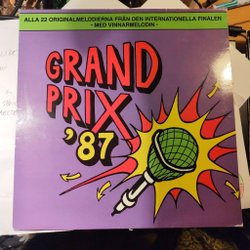 ALLA 22 ORIGINALMELODIERNA FRÅN DEN INTERNATIONELLA FINALEN
- MED VINNARMELODIN -
GRAND
PRIX
'87